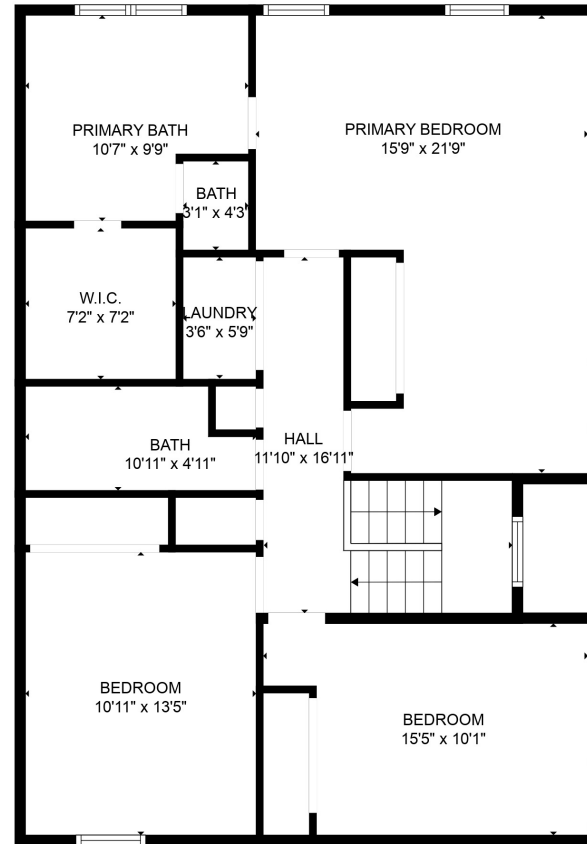 PRIMARY BATH
10'7" x 9'9"
PRIMARY BEDROOM
15'9" x 21'9"
BATH
3'1" x 4'3"
W.I.C.
7'2" x 7'2"
LAUNDRY
3'6" x 5'9"
BATH
10'11" x 4'11"
HALL
11'10" x 16'11"
BEDROOM
10'11" x 13'5"
BEDROOM
15'5" x 10'1"